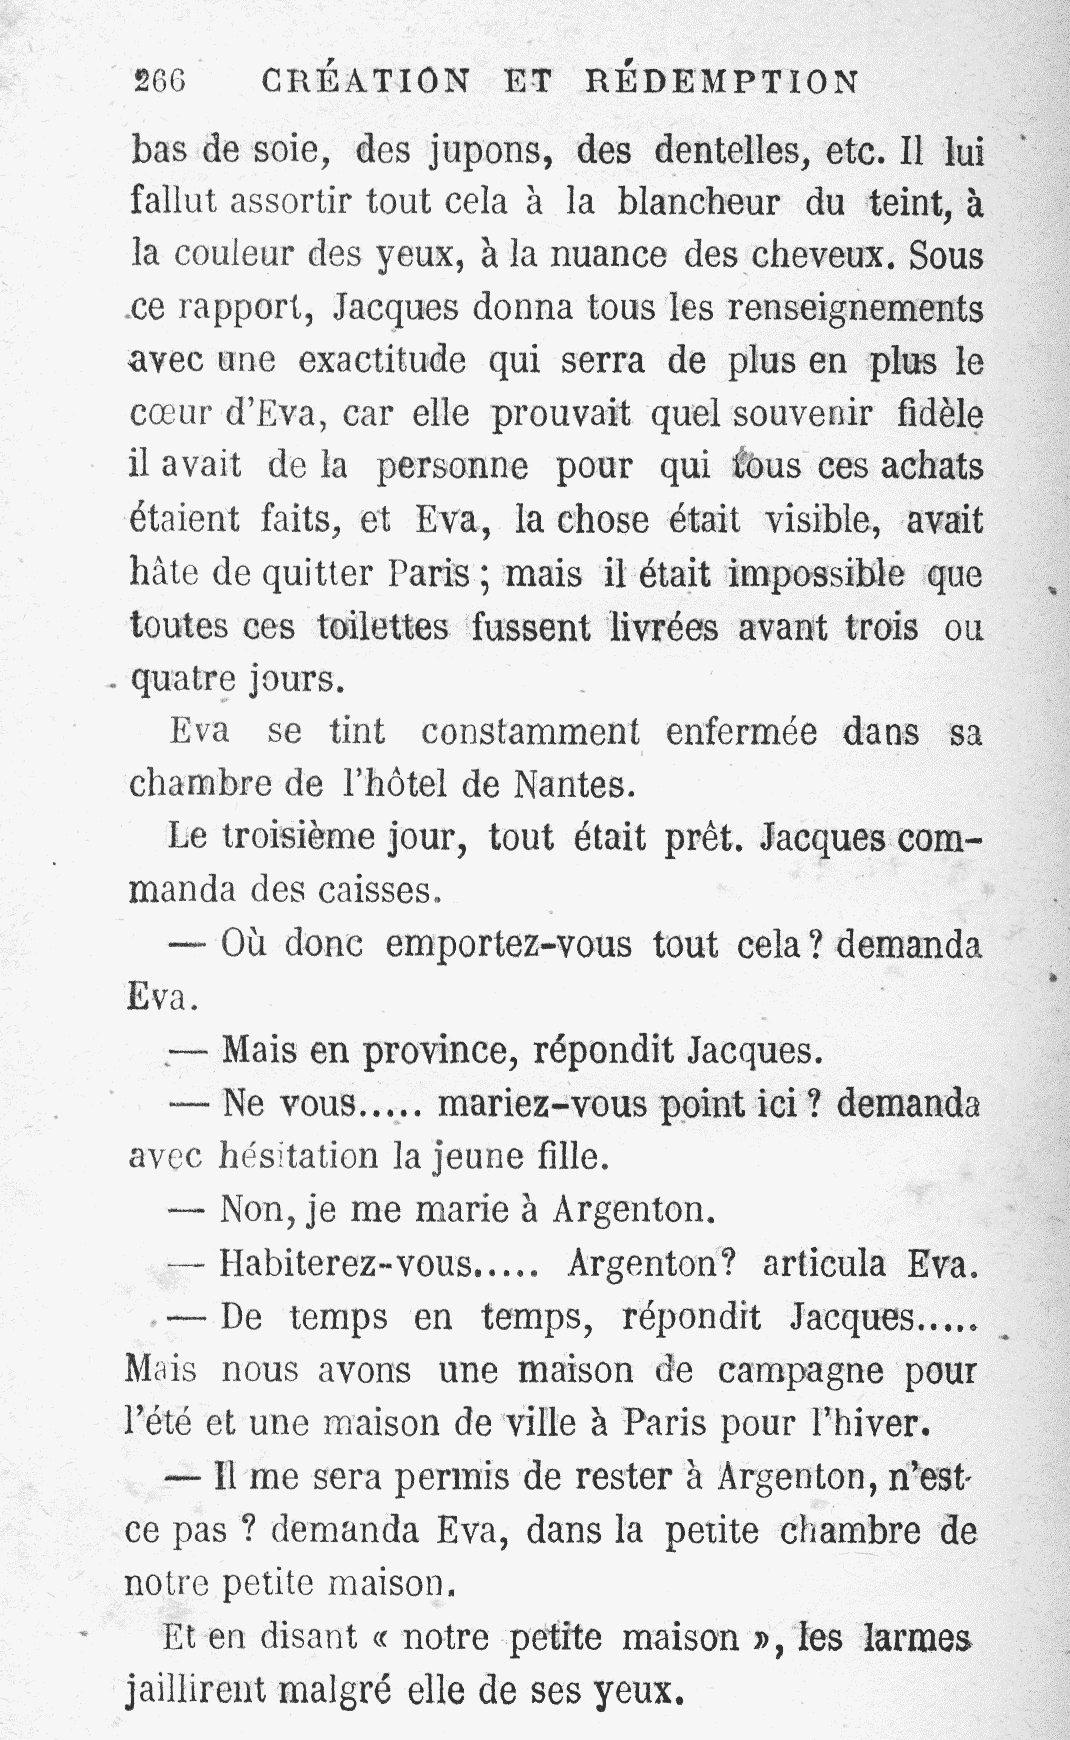 266 CRÉATION ET RÉDEMPTION
bas de soie, des jupons, des dentelles, etc. Il lui
fallut assortir tout cela à la blancheur du teint, à
la couleur des yeux, à la nuance des cheveux. Sous
ce rapport, Jacques donna tous les renseignements
avec une exactitude qui serra de plus en plus le
cœur d'Eva, car elle prouvait quel souvenir fidèle
il avait de la personne pour qui tous ces achats
étaient faits, et Eva, la chose était visible, avait
hâte de quitter Paris ; mais il était impossible que
toutes ces toilettes fussent livrées avant trois ou
quatre jours.
Eva se tint constamment enfermée dans sa
chambre de l'hôtel de Nantes.
Le troisième jour, tout était prêt. Jacques com-
manda des caisses.
— Où donc emportez-vous tout cela ? demanda
Eva.
— Mais en province, répondit Jacques.
— Ne vous..... mariez-vous point ici ? demanda
avec hésitation la jeune fille.
— Non, je me marie à Argenton.
— Habiterez-vous..... Argenton? articula Eva.
— De temps en temps, répondit Jacques.....
Mais nous avons une maison de campagne pour
l'été et une maison de ville à Paris pour l'hiver.
— Il me sera permis de rester à Argenton, n'est-
ce pas ? demanda Eva, dans la petite chambre de
notre petite maison.
Et en disant « notre petite maison », les larmes
jaillirent malgré elle de ses yeux.